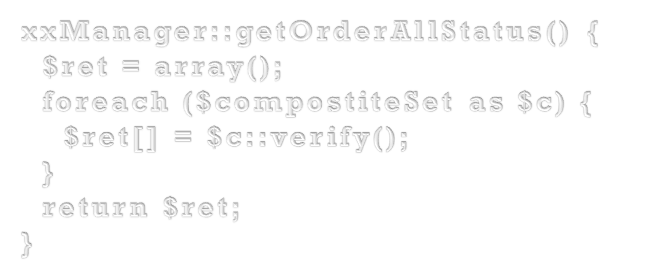 xxManager::getOrderAllStatus() {
$ret = array();
foreach ($compostiteSet as $c) {
$ret[] = $c::verify();
}
return $ret;
}